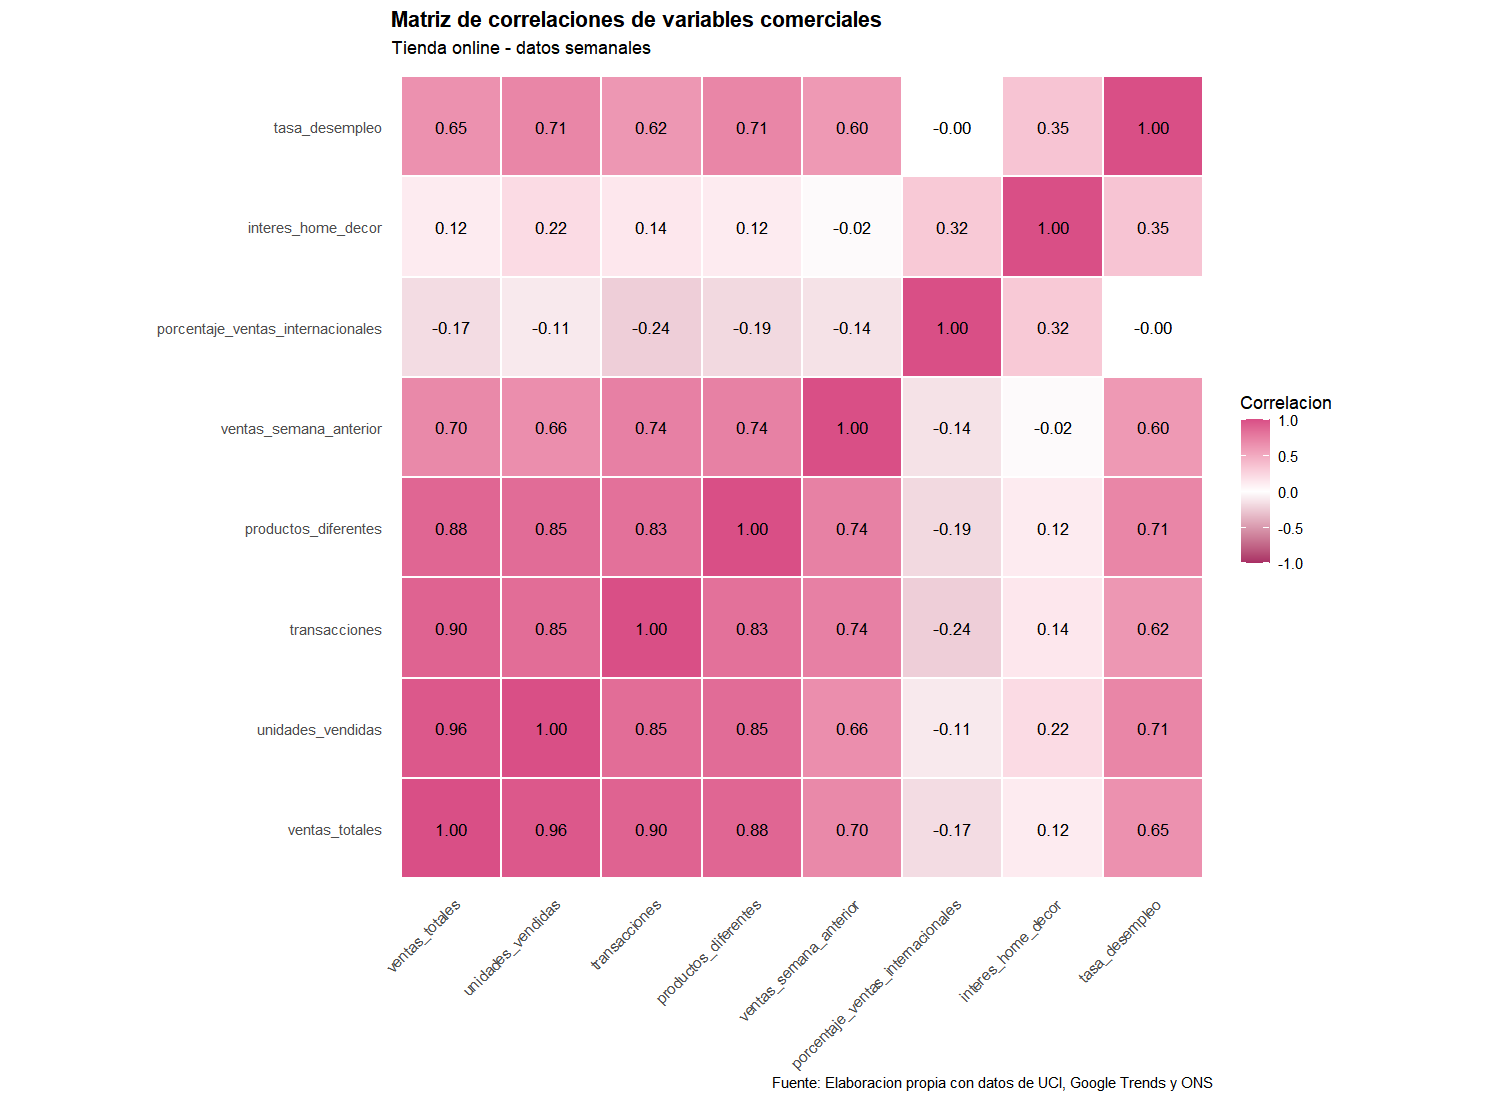 Matriz de correlaciones de variables comerciales
Tienda online - datos semanales
tasa_desempleo 0.65 0.71 0.62 0.71 0.60 -0.00 0.35 1.00
interes_home_decor 0.12 0.22 0.14 0.12 -0.02 0.32 1.00 0.35
porcentaje_ventas_internacionales -0.17 -0.11 -0.24 -0.19 -0.14 1.00 0.32 -0.00
ventas_semana_anterior 0.70 0.66 0.74 0.74 1.00 -0.14 -0.02 0.60
productos_diferentes 0.88 0.85 0.83 1.00 0.74 -0.19 0.12 0.71
transacciones 0.90 0.85 1.00 0.83 0.74 -0.24 0.14 0.62
unidades_vendidas 0.96 1.00 0.85 0.85 0.66 -0.11 0.22 0.71
ventas_totales 1.00 0.96 0.90 0.88 0.70 -0.17 0.12 0.65
ventas_totales
unidades_vendidas
transacciones
productos_diferentes
ventas_semana_anterior
porcentaje_ventas_internacionales
interes_home_decor
tasa_desempleo
Correlacion
1.0
0.5
0.0
-0.5
-1.0
Fuente: Elaboracion propia con datos de UCI, Google Trends y ONS